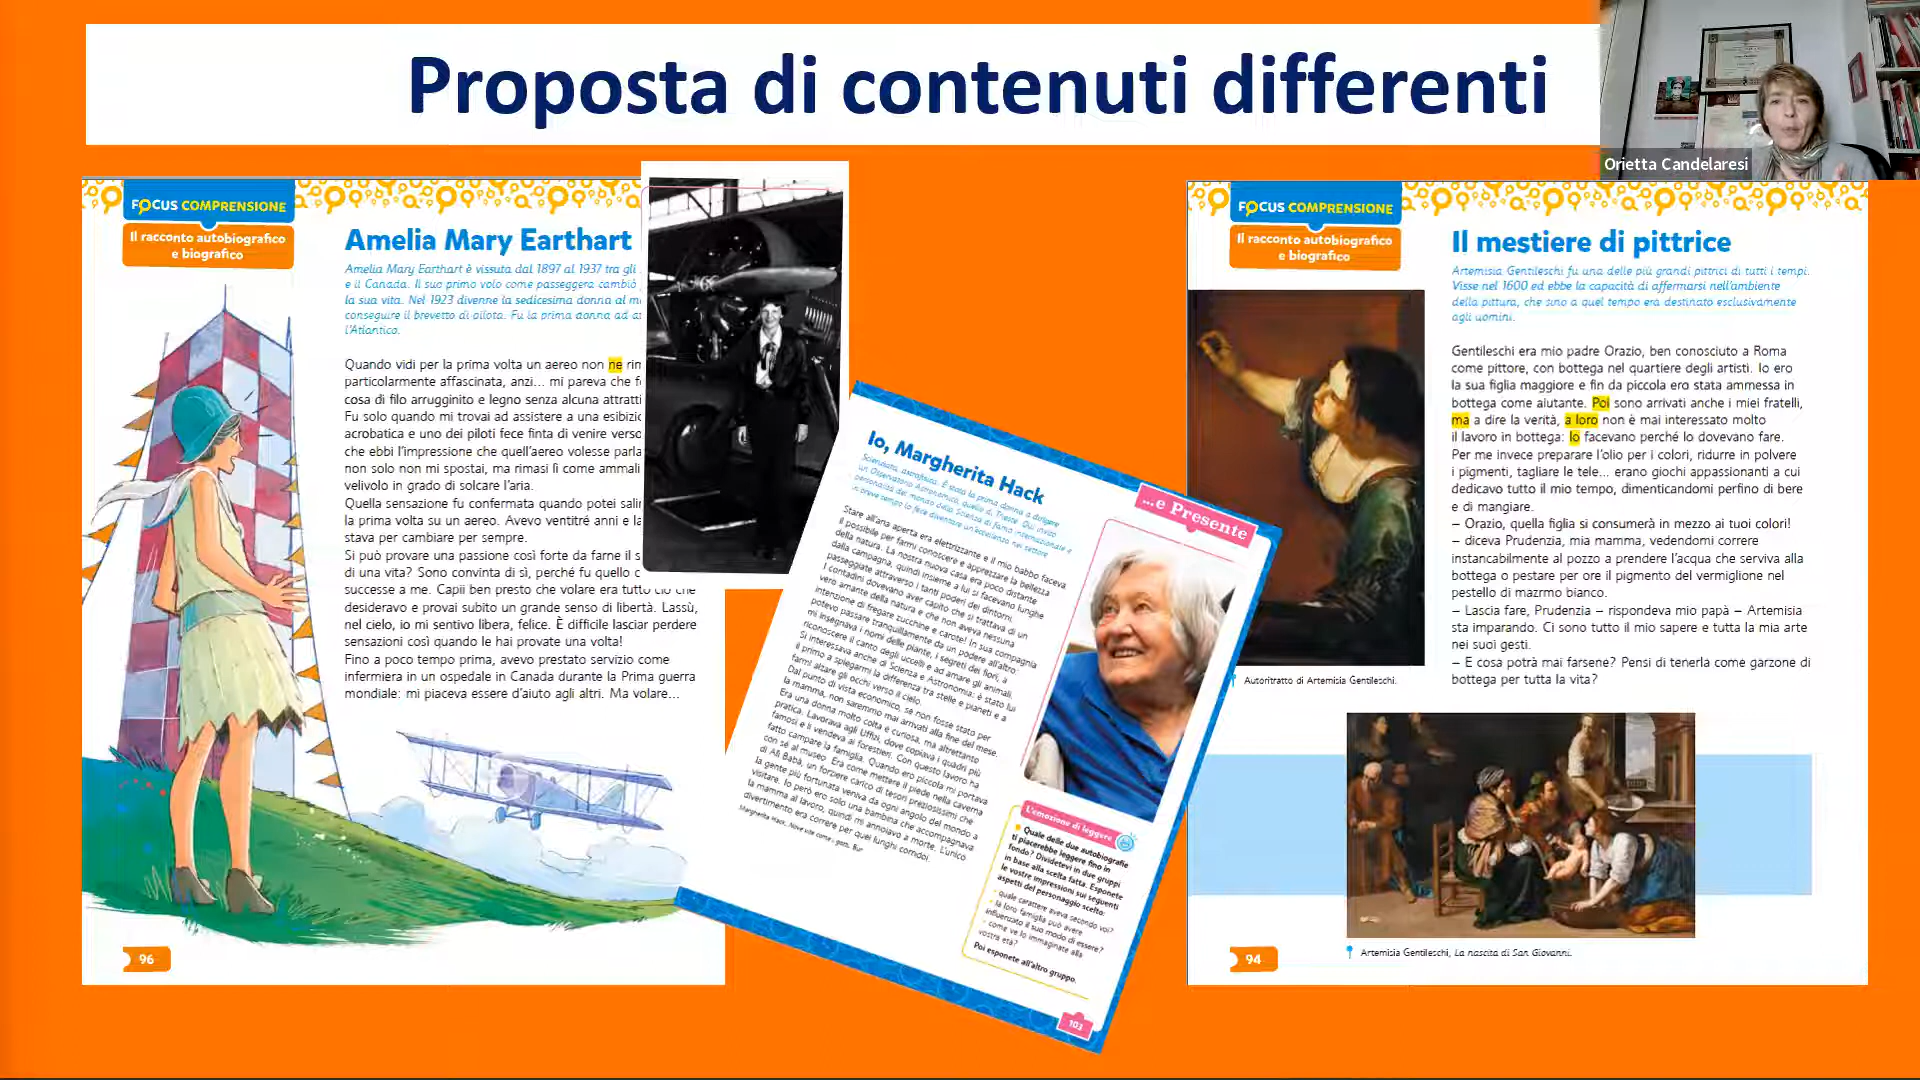 Proposta di contenuti differenti
Orietta Candelaresi
FOCUS COMPRENSIONE
Il racconto autobiografico
e biografico
Amelia Mary Earthart
Amelia Mary Earthart è vissuta dal 1897 al 1937 tra gli
e il Canada. Il suo primo volo come passeggera cambiò
la sua vita. Nel 1923 divenne la sedicesima donna al m
conseguire il brevetto di pilota. Fu la prima donna ad at
l'Atlantico.
Quando vidi per la prima volta un aereo non ne rim
particolarmente affascinata, anzi... mi pareva che f
cosa di filo arrugginito e legno senza alcuna attratti
Fu solo quando mi trovai ad assistere a una esibizio
acrobatica e uno dei piloti fece finta di venire verso
che ebbi l'impressione che quell'aereo volesse parla
non solo non mi spostai, ma rimasi lì come ammali
velivolo in grado di solcare l'aria.
Quella sensazione fu confermata quando potei salir
la prima volta su un aereo. Avevo ventitré anni e la
stava per cambiare per sempre.
Si può provare una passione così forte da farne il s
di una vita? Sono convinta di sì, perché fu quello c
successe a me. Capii ben presto che volare era tutto ciò che
desideravo e provai subito un grande senso di libertà. Lassù,
nel cielo, io mi sentivo libera, felice. È difficile lasciar perdere
sensazioni così quando le hai provate una volta!
Fino a poco tempo prima, avevo prestato servizio come
infermiera in un ospedale in Canada durante la Prima guerra
mondiale: mi piaceva essere d'aiuto agli altri. Ma volare...
96
Io, Margherita Hack
Scienziata, astrofisica. È stata la prima donna a dirigere
un Osservatorio Astronomico, quello di Trieste. Qui
personalità del mondo della Scienza di fama internazionale e
in breve tempo lo fece diventare un'eccellenza nel settore
...e Presente
Stare all'aria aperta era elettrizzante e il mio babbo faceva
il possibile per farmi conoscere e apprezzare la bellezza
della natura. La nostra nuova casa era poco distante
dalla campagna, quindi insieme a lui si facevano lunghe
passeggiate attraverso i tanti poderi dei dintorni.
I contadini dovevano aver capito che si trattava di un
vero amante della natura e che non aveva nessuna
intenzione di fregare zucchine e carote! In sua compagnia
potevo passare tranquillamente da un podere all'altro:
mi insegnava i nomi delle piante, i segreti dei fiori, a
riconoscere il canto degli uccelli e ad amare gli animali.
Si interessava anche di Scienza e Astronomia: è stato lui
il primo a spiegarmi la differenza tra stelle e pianeti e a
farmi alzare gli occhi verso il cielo.
Dal punto di vista economico, se non fosse stato per
la mamma, non saremmo mai arrivati alla fine del mese.
Era una donna molto colta e curiosa, ma altrettanto
pratica. Lavorava agli Uffizi, dove copiava i quadri più
famosi e li vendeva ai forestieri. Con questo lavoro ha
fatto campare la famiglia. Quando ero piccola mi portava
con sé al museo. Era come mettere il piede nella caverna
di Alì Babà, un forziere carico di tesori preziosissimi che
la gente più fortunata veniva da ogni angolo del mondo a
visitare. Io però ero solo una bambina che accompagnava
la mamma al lavoro, quindi mi annoiavo a morte. L'unico
divertimento era correre per quei lunghi corridoi.
Margherita Hack, Nove vite come i gatti, Bur
L'emozione di leggere
Quale delle due autobiografie
ti piacerebbe leggere fino in
fondo? Dividetevi in due gruppi
in base alla scelta fatta. Esponete
le vostre impressioni sui seguenti
aspetti del personaggio scelto:
- Quale carattere aveva secondo voi?
- la loro famiglia può avere
influenzato il suo modo di essere?
- come ve lo immaginate alla
vostra età?
Poi esponete all'altro gruppo.
103
FOCUS COMPRENSIONE
Il racconto autobiografico
e biografico
Il mestiere di pittrice
Artemisia Gentileschi fu una delle più grandi pittrici di tutti i tempi.
Visse nel 1600 ed ebbe la capacità di affermarsi nell'ambiente
della pittura, che sino a quel tempo era destinato esclusivamente
agli uomini.
Gentileschi era mio padre Orazio, ben conosciuto a Roma
come pittore, con bottega nel quartiere degli artisti. Io ero
la sua figlia maggiore e fin da piccola ero stata ammessa in
bottega come aiutante. Poi sono arrivati anche i miei fratelli,
ma a dire la verità, a loro non è mai interessato molto
il lavoro in bottega: lo facevano perché lo dovevano fare.
Per me invece preparare l'olio per i colori, ridurre in polvere
i pigmenti, tagliare le tele... erano giochi appassionanti a cui
dedicavo tutto il mio tempo, dimenticandomi perfino di bere
e di mangiare.
– Orazio, quella figlia si consumerà in mezzo ai tuoi colori!
– diceva Prudenzia, mia mamma, vedendomi correre
instancabilmente al pozzo a prendere l'acqua che serviva alla
bottega o pestare per ore il pigmento del vermiglione nel
pestello di mazrmo bianco.
– Lascia fare, Prudenzia – rispondeva mio papà – Artemisia
sta imparando. Ci sono tutto il mio sapere e tutta la mia arte
nei suoi gesti.
– E cosa potrà mai farsene? Pensi di tenerla come garzone di
bottega per tutta la vita?
Autoritratto di Artemisia Gentileschi.
Artemisia Gentileschi, La nascita di San Giovanni.
94